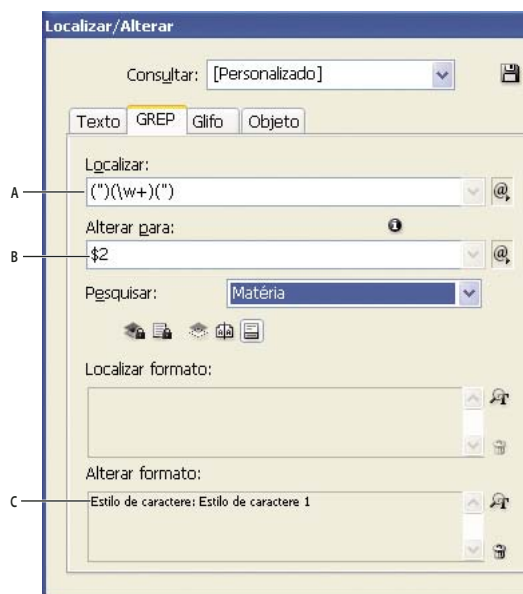 Localizar/Alterar
Consultar: [Personalizado]
Texto GREP Glifo Objeto
Localizar:
A (")(\w+)(")
Alterar para:
B $2
Pesquisar: Matéria
Localizar formato:
Alterar formato:
C Estilo de caractere: Estilo de caractere 1